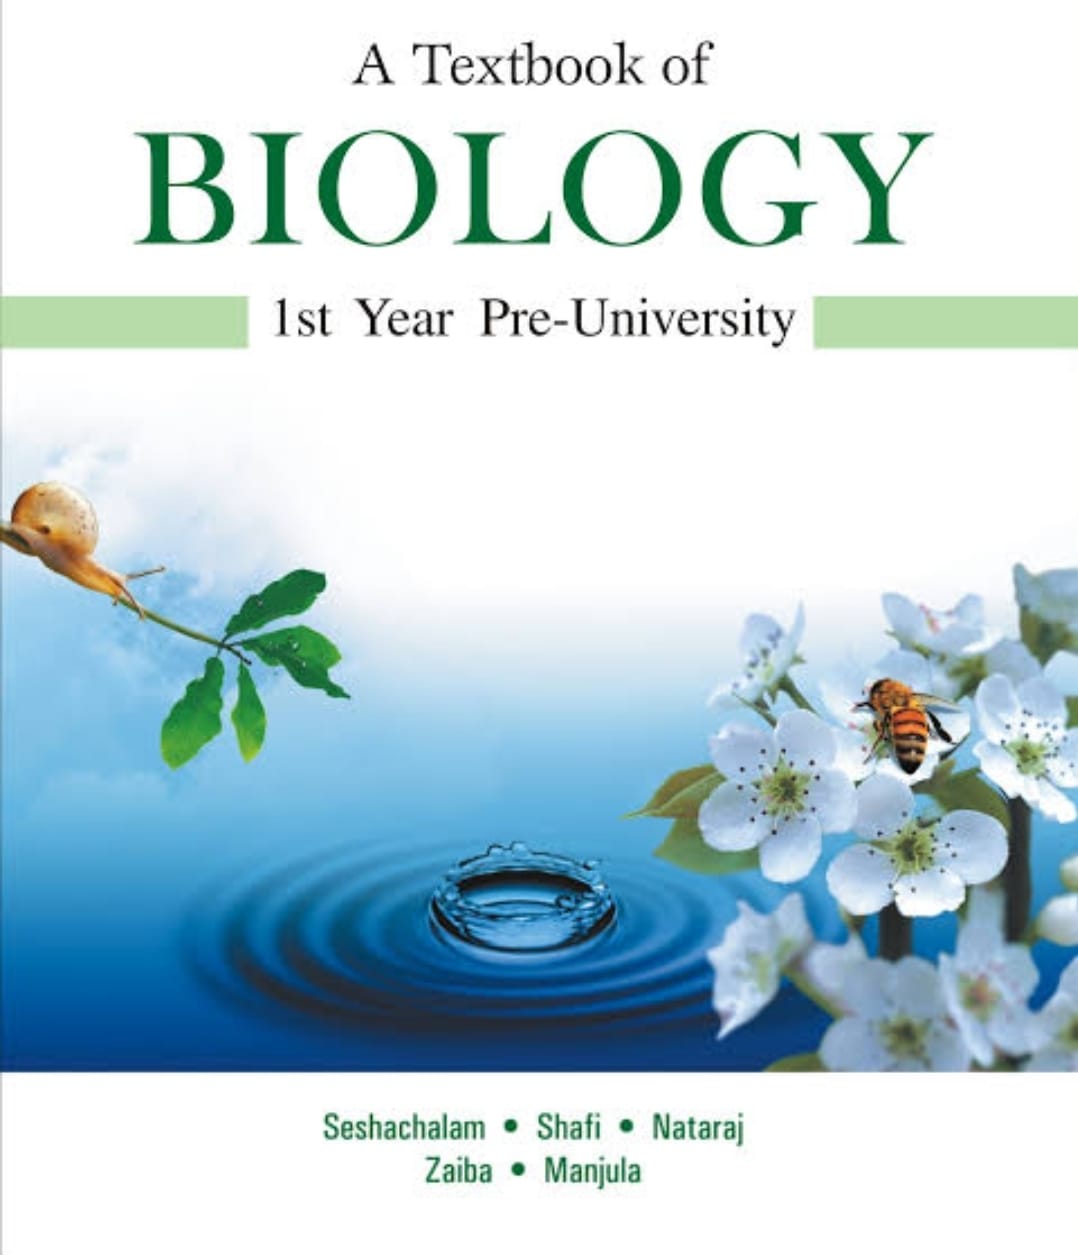 A Textbook of
BIOLOGY
1st Year Pre-University
Seshachalam • Shafi • Nataraj
Zaiba • Manjula